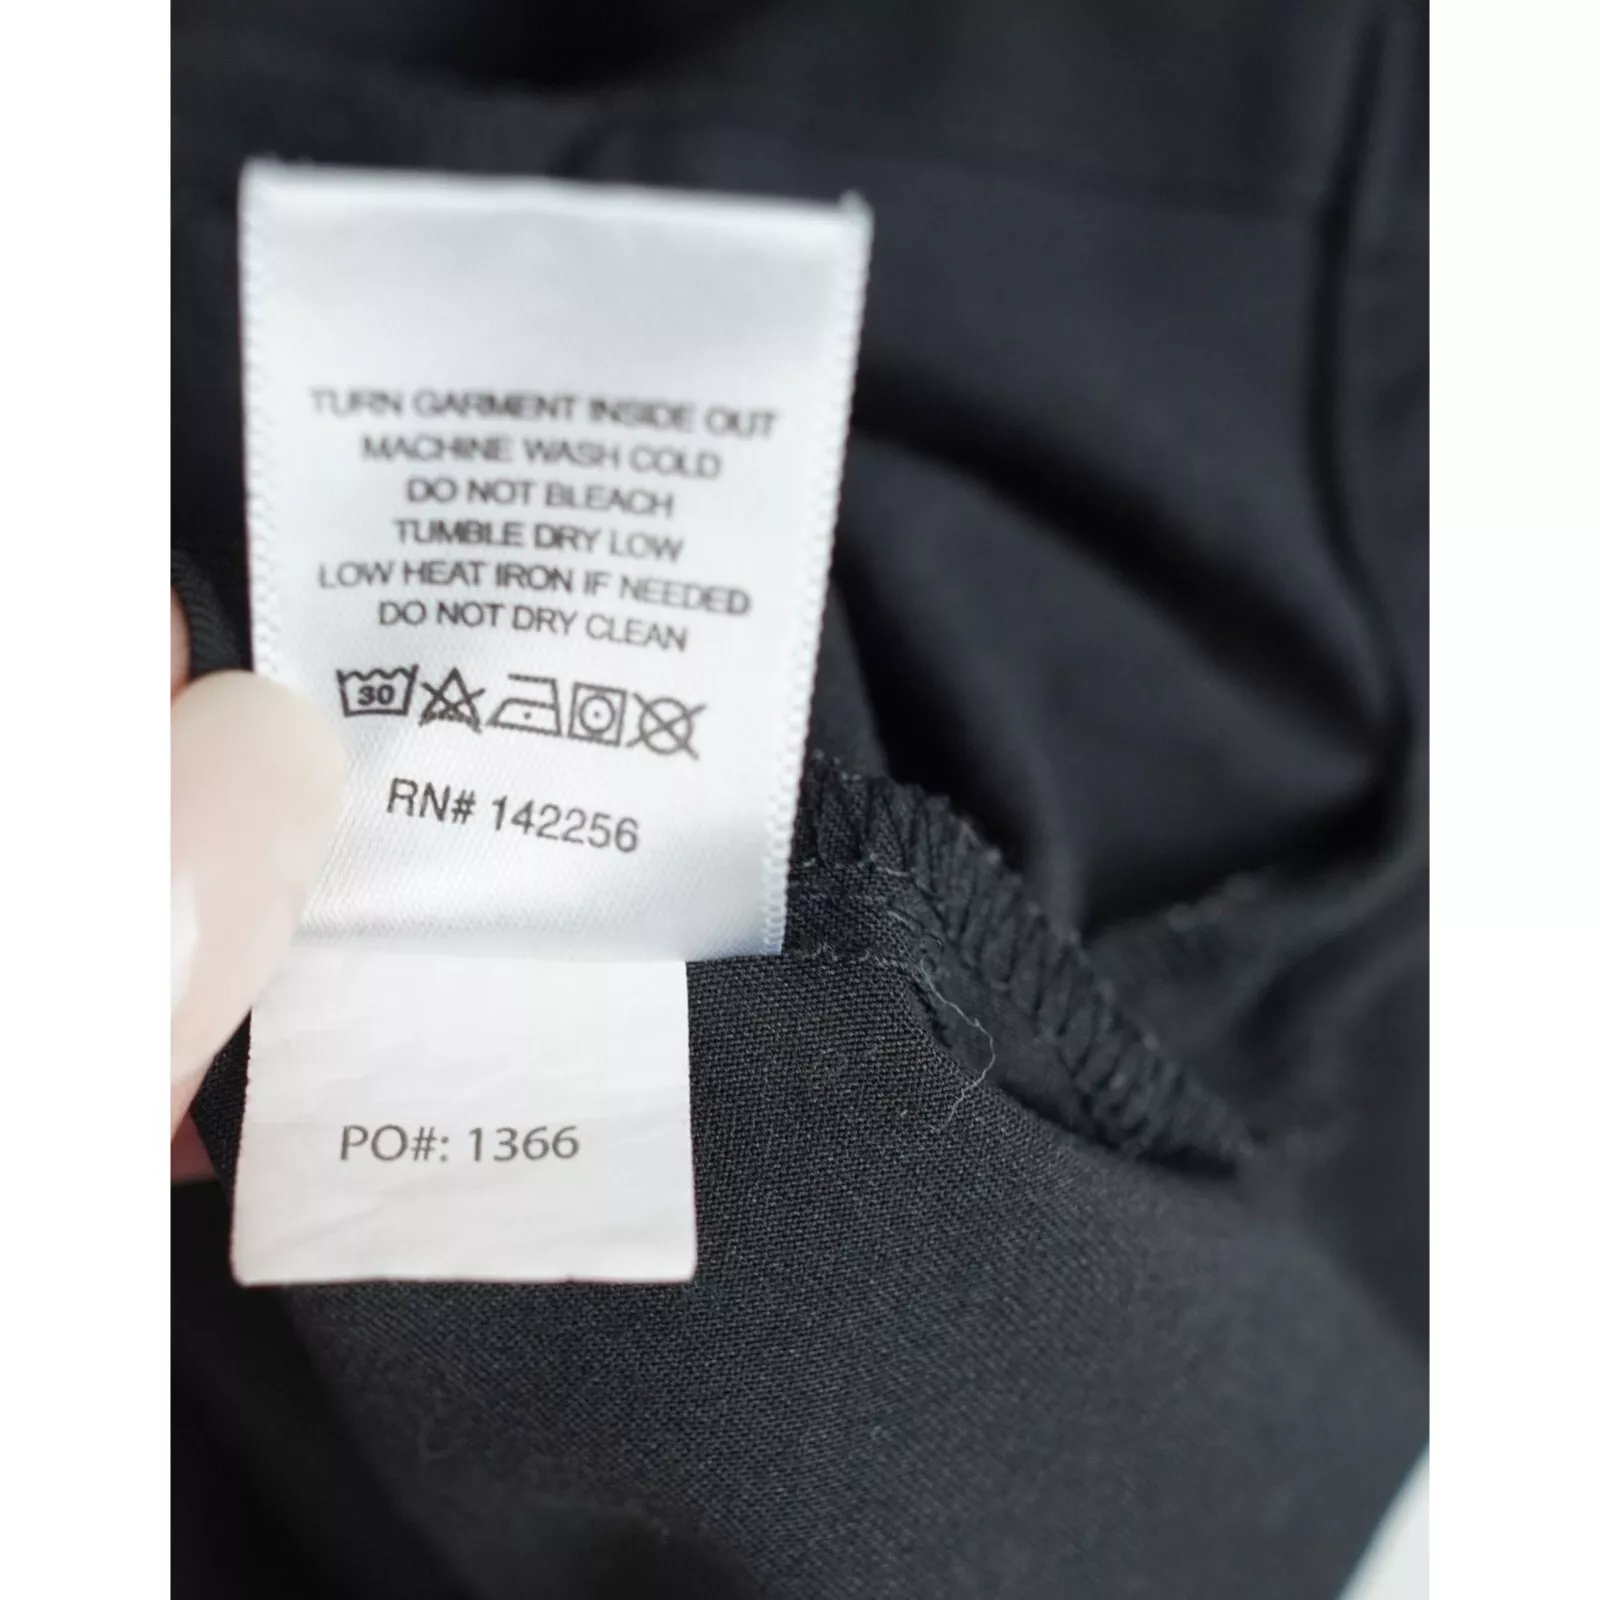 TURN GARMENT INSIDE OUT
MACHINE WASH COLD
DO NOT BLEACH
TUMBLE DRY LOW
LOW HEAT IRON IF NEEDED
DO NOT DRY CLEAN
30
RN# 142256
PO#: 1366